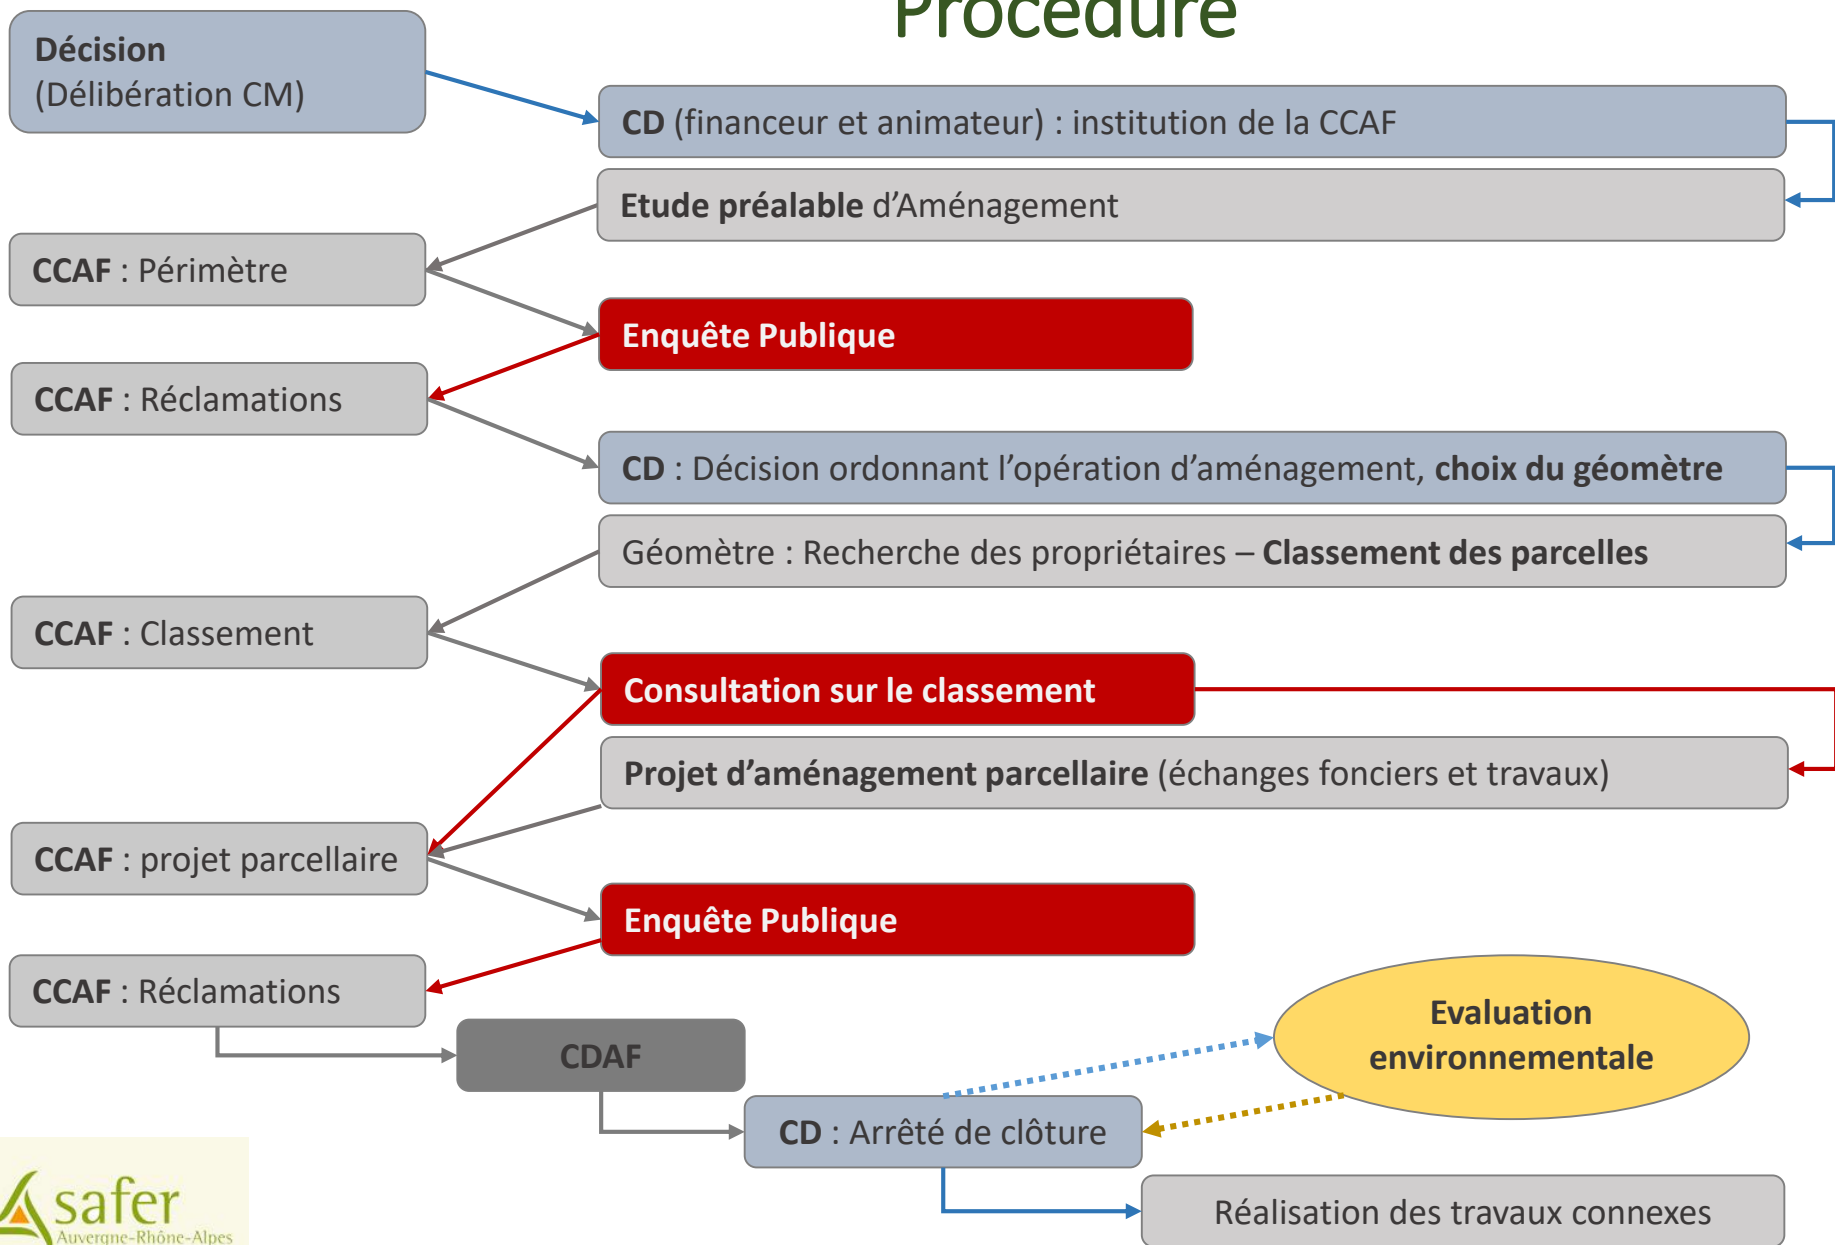 Procédure
Décision
(Délibération CM)
CD (financeur et animateur) : institution de la CCAF
Etude préalable d'Aménagement
CCAF : Périmètre
Enquête Publique
CCAF : Réclamations
CD : Décision ordonnant l'opération d'aménagement, choix du géomètre
Géomètre : Recherche des propriétaires – Classement des parcelles
CCAF : Classement
Consultation sur le classement
Projet d'aménagement parcellaire (échanges fonciers et travaux)
CCAF : projet parcellaire
Enquête Publique
CCAF : Réclamations
Evaluation
environnementale
CDAF
CD : Arrêté de clôture
Réalisation des travaux connexes
safer
Auvergne-Rhône-Alpes